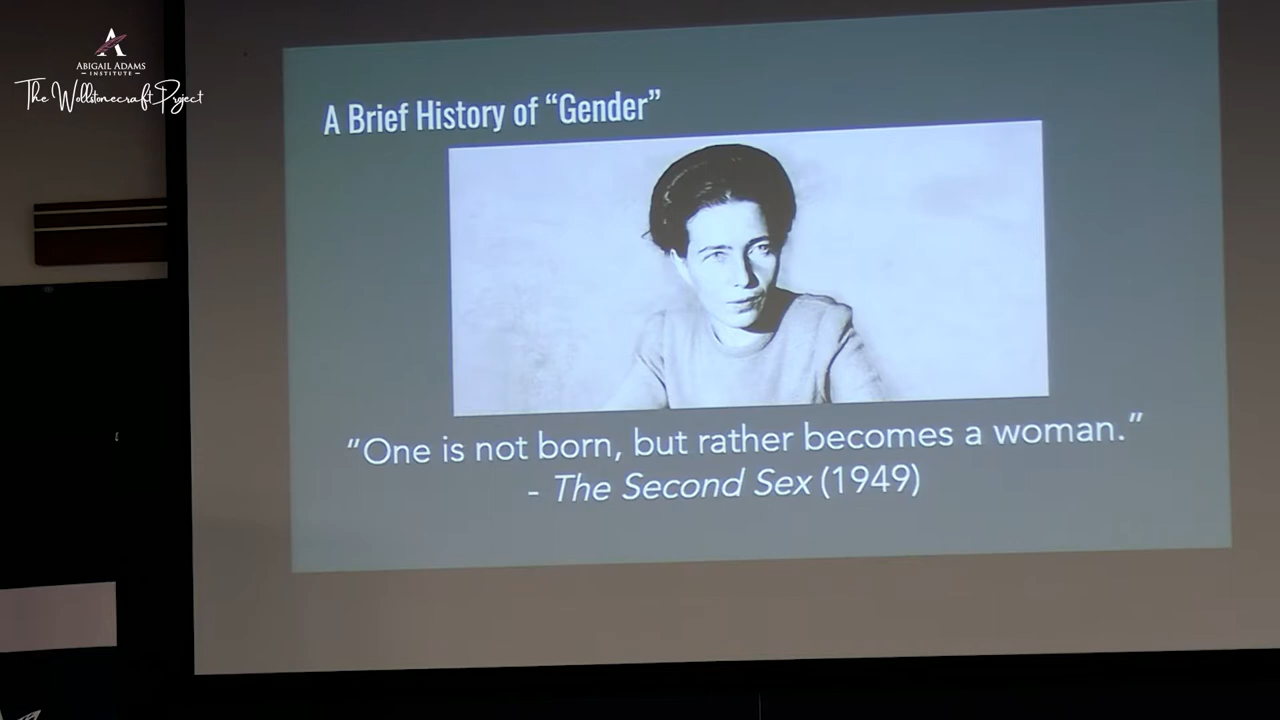 ABIGAIL ADAMS
INSTITUTE
The Wollstonecraft Project
A Brief History of “Gender”
“One is not born, but rather becomes a woman.”
- The Second Sex (1949)